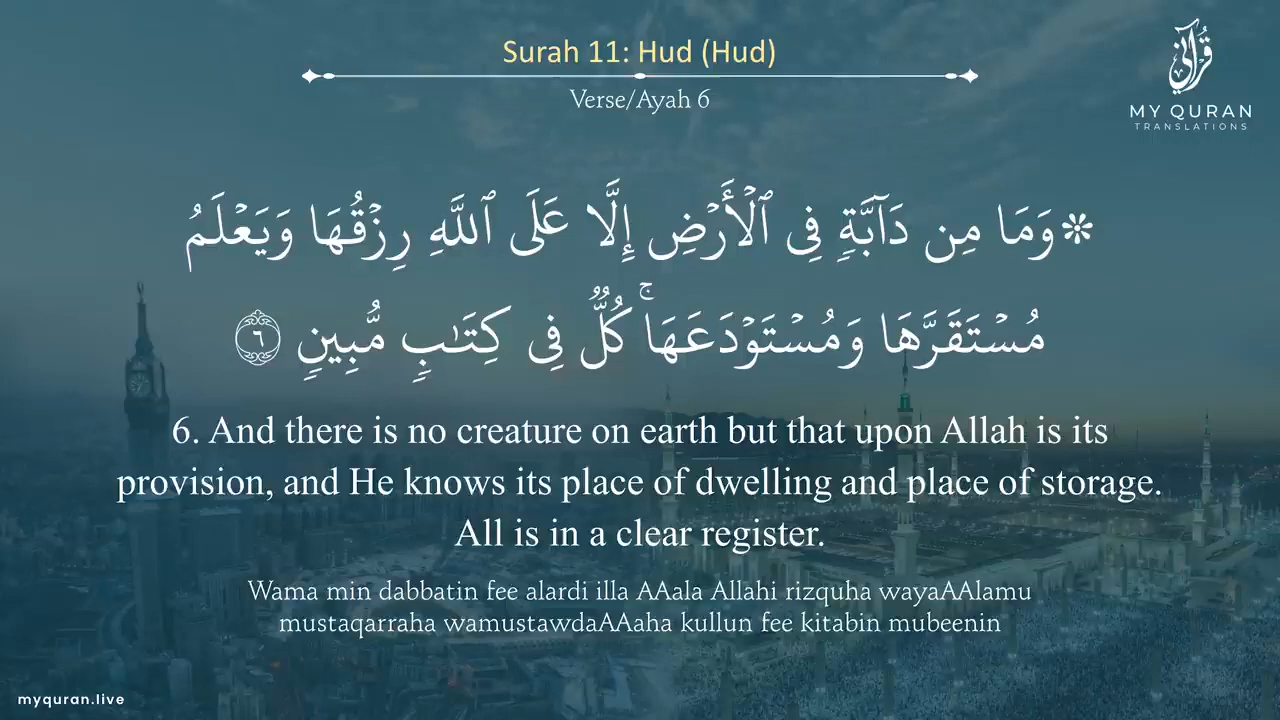 Surah 11: Hud (Hud)
Verse/Ayah 6
قرآني
MY QURAN
TRANSLATIONS
۞وَمَا مِن دَآبَّةٍۢ فِى ٱلْأَرْضِ إِلَّا عَلَى ٱللَّهِ رِزْقُهَا وَيَعْلَمُ
مُسْتَقَرَّهَا وَمُسْتَوْدَعَهَا ۚ كُلٌّۭ فِى كِتَـٰبٍۢ مُّبِينٍۢ ٦
6. And there is no creature on earth but that upon Allah is its
provision, and He knows its place of dwelling and place of storage.
All is in a clear register.
Wama min dabbatin fee alardi illa AAala Allahi rizquha wayaAAlamu
mustaqarraha wamustawdaAAaha kullun fee kitabin mubeenin
myquran.live